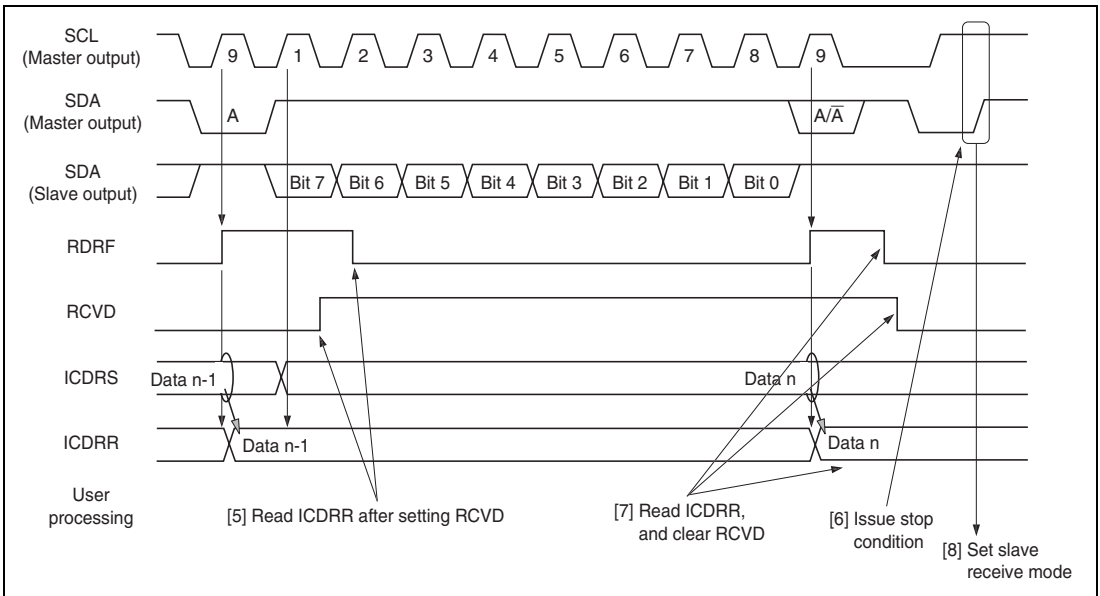 SCL
(Master output)
9 1 2 3 4 5 6 7 8 9
SDA
(Master output)
A A/A̅
SDA
(Slave output)
Bit 7 Bit 6 Bit 5 Bit 4 Bit 3 Bit 2 Bit 1 Bit 0
RDRF
RCVD
ICDRS
Data n-1 Data n
ICDRR
Data n-1 Data n
User
processing
[5] Read ICDRR after setting RCVD
[7] Read ICDRR,
and clear RCVD
[6] Issue stop
condition
[8] Set slave
receive mode